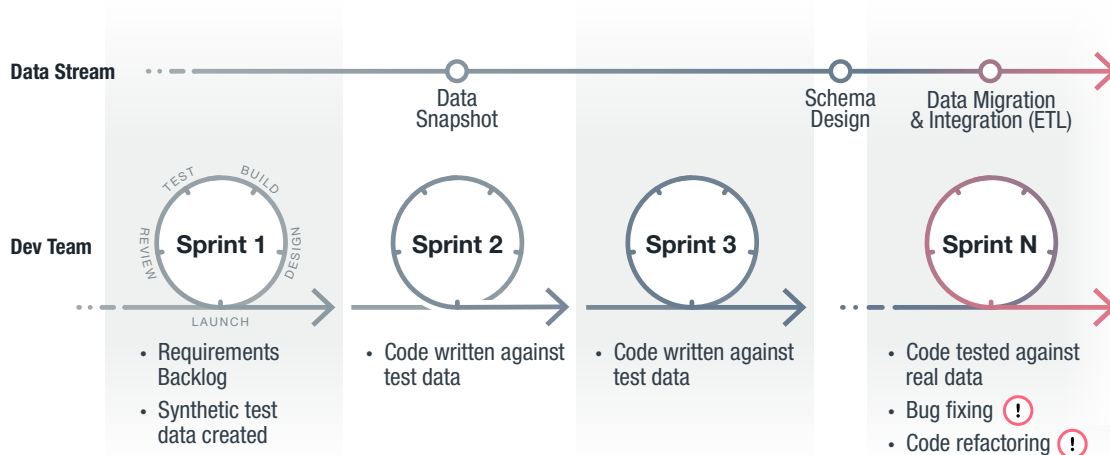 Data Stream
Data
Snapshot
Schema
Design
Data Migration
& Integration (ETL)
Dev Team
TEST
BUILD
REVIEW
DESIGN
LAUNCH
Sprint 1
Sprint 2
Sprint 3
Sprint N
• Requirements
Backlog
• Synthetic test
data created
• Code written against
test data
• Code written against
test data
• Code tested against
real data
• Bug fixing !
• Code refactoring !